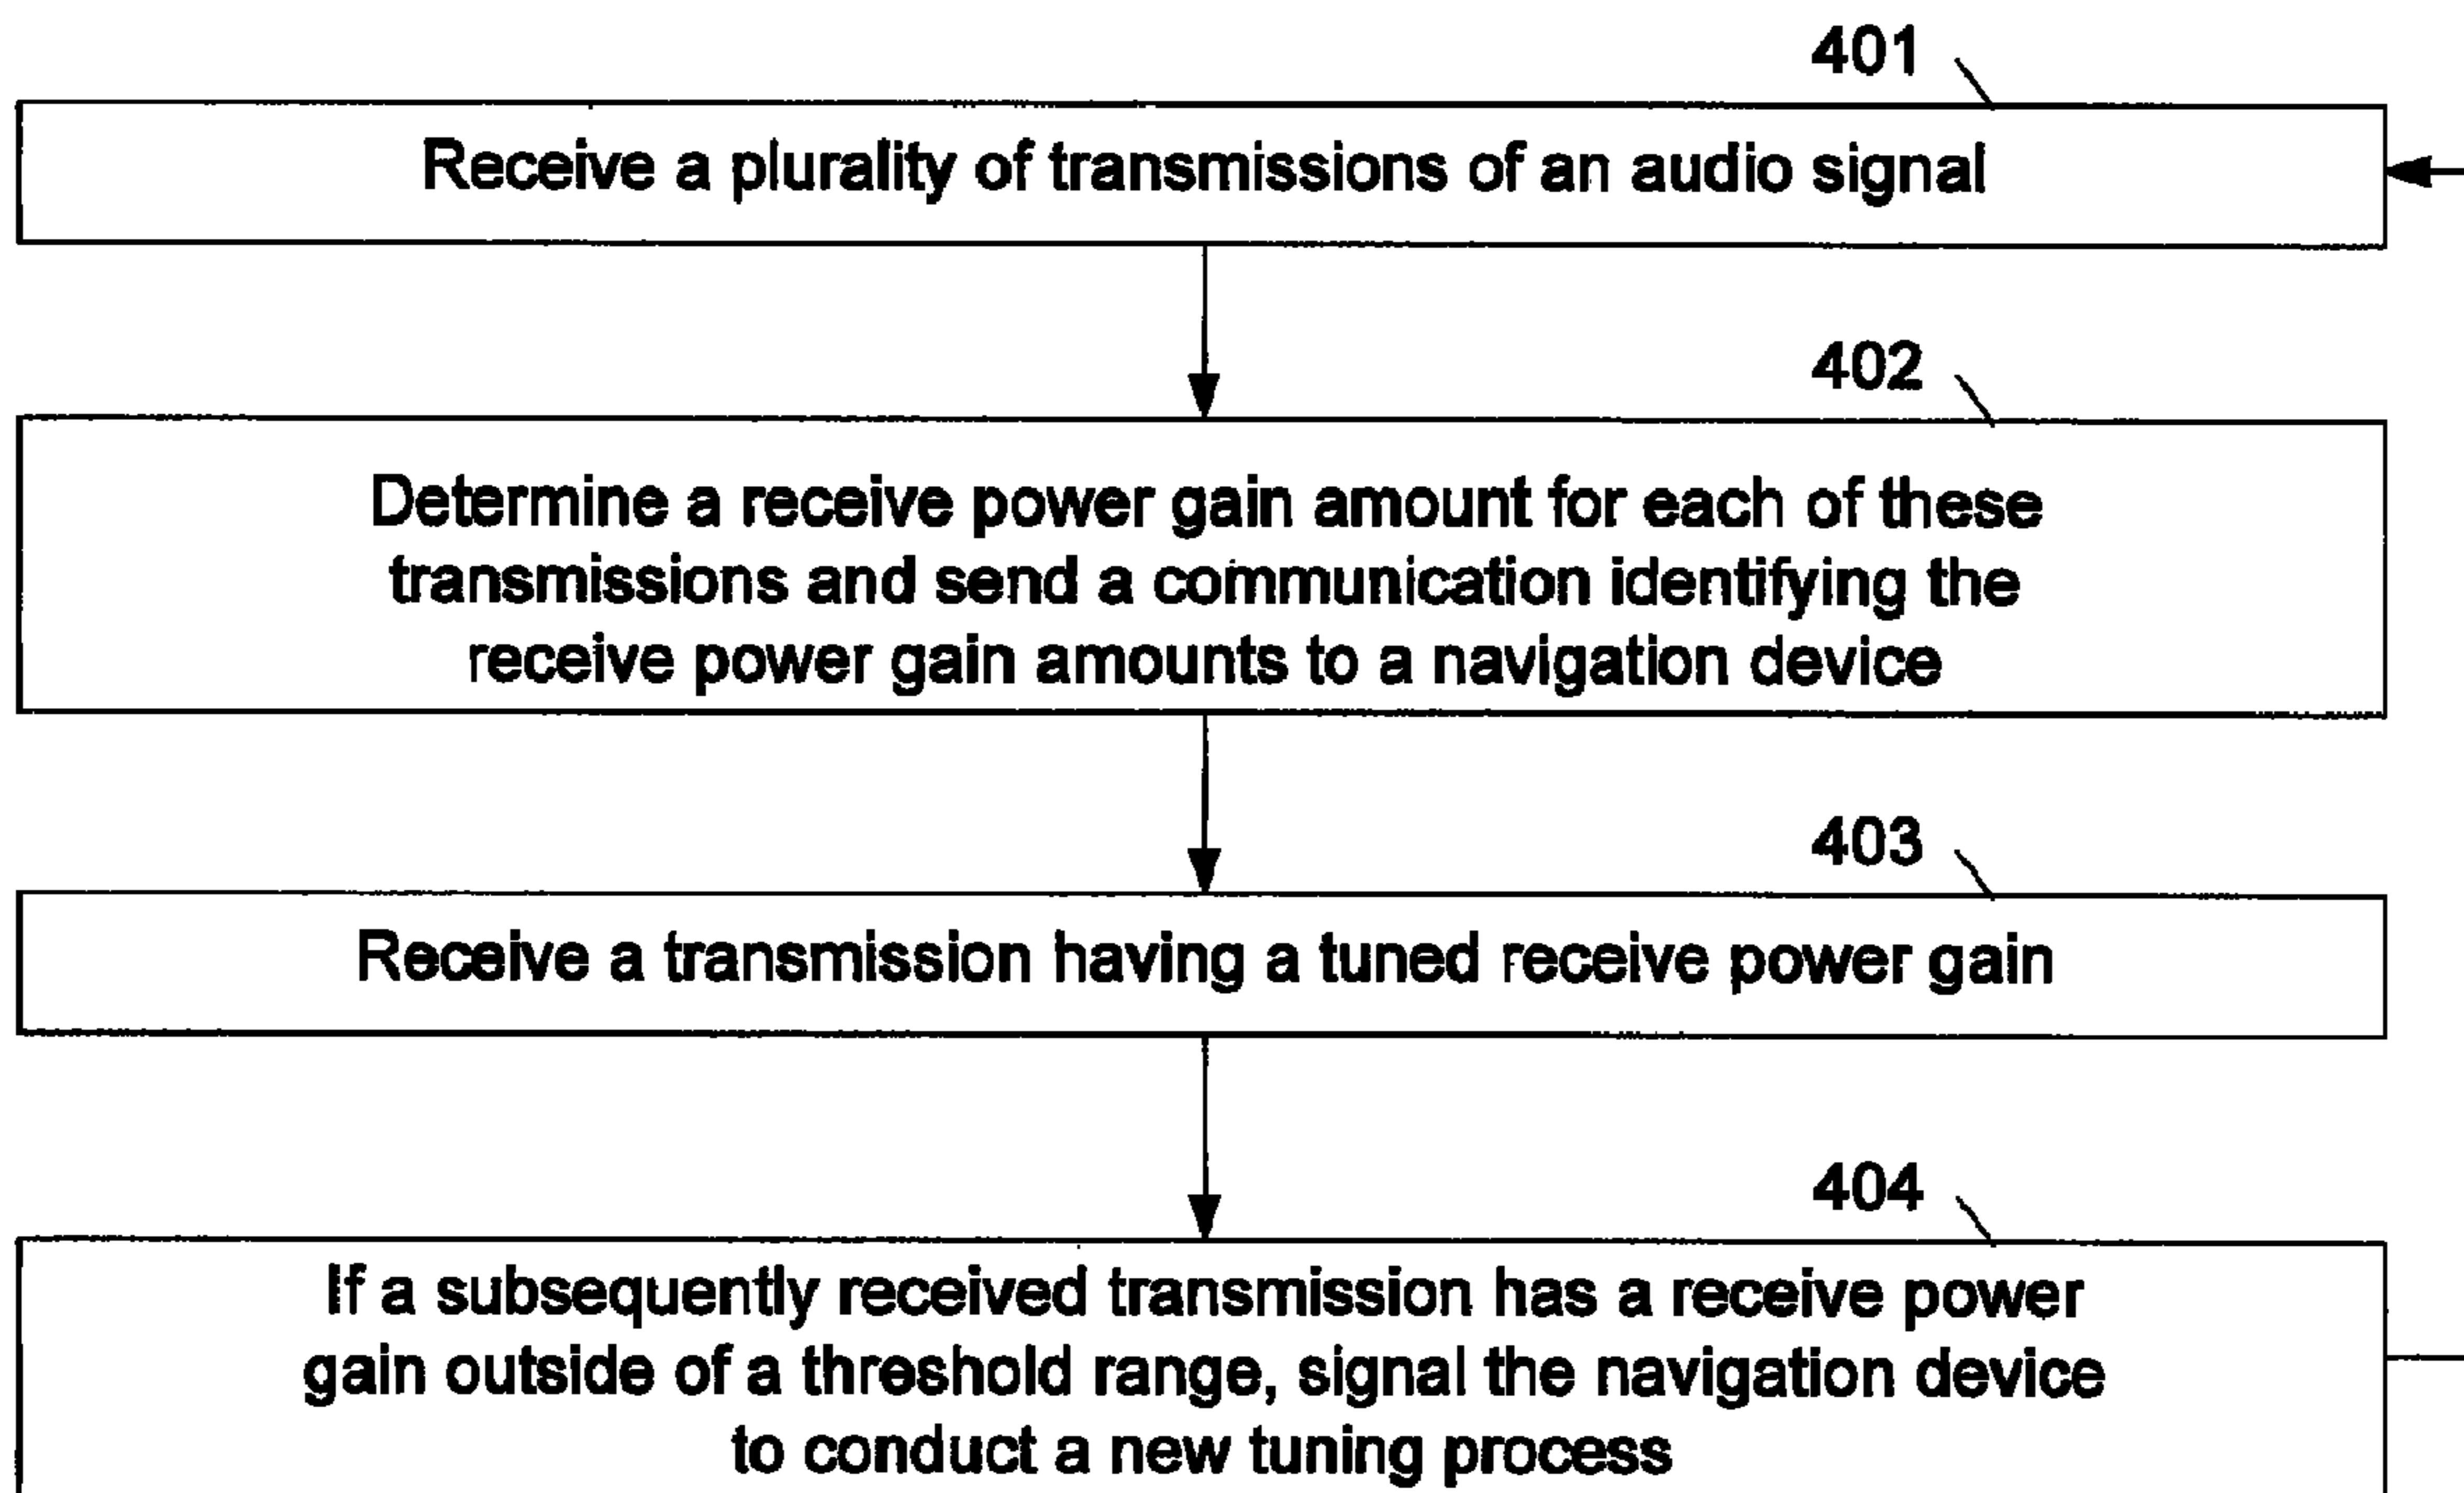 401
Receive a plurality of transmissions of an audio signal
402
Determine a receive power gain amount for each of these
transmissions and send a communication identifying the
receive power gain amounts to a navigation device
403
Receive a transmission having a tuned receive power gain
404
If a subsequently received transmission has a receive power
gain outside of a threshold range, signal the navigation device
to conduct a new tuning process